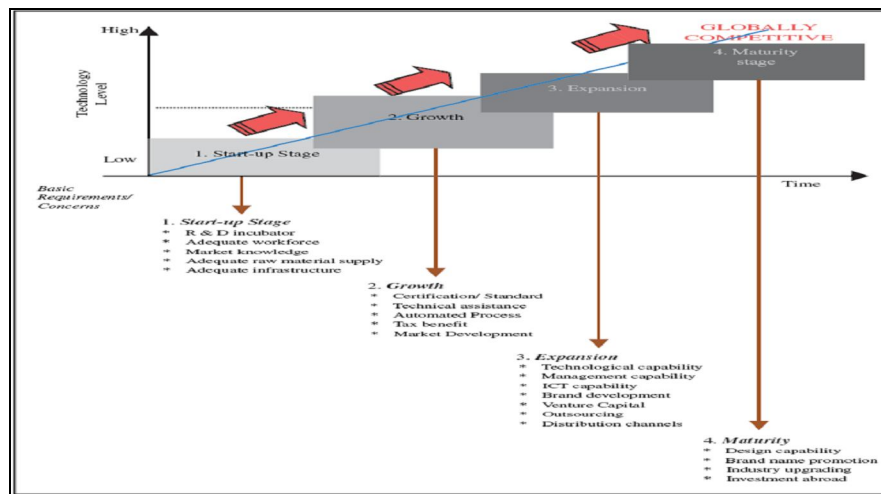 GLOBALLY
COMPETITIVE
High
4. Maturity
stage
Technology
Level
3. Expansion
2. Growth
1. Start-up Stage
Low
Time
Basic
Requirements/
Concerns
1. Start-up Stage
* R & D incubator
* Adequate workforce
* Market knowledge
* Adequate raw material supply
* Adequate infrastructure
2. Growth
* Certification/ Standard
* Technical assistance
* Automated Process
* Tax benefit
* Market Development
3. Expansion
* Technological capability
* Management capability
* ICT capability
* Brand development
* Venture Capital
* Outsourcing
* Distribution channels
4. Maturity
* Design capability
* Brand name promotion
* Industry upgrading
* Investment abroad